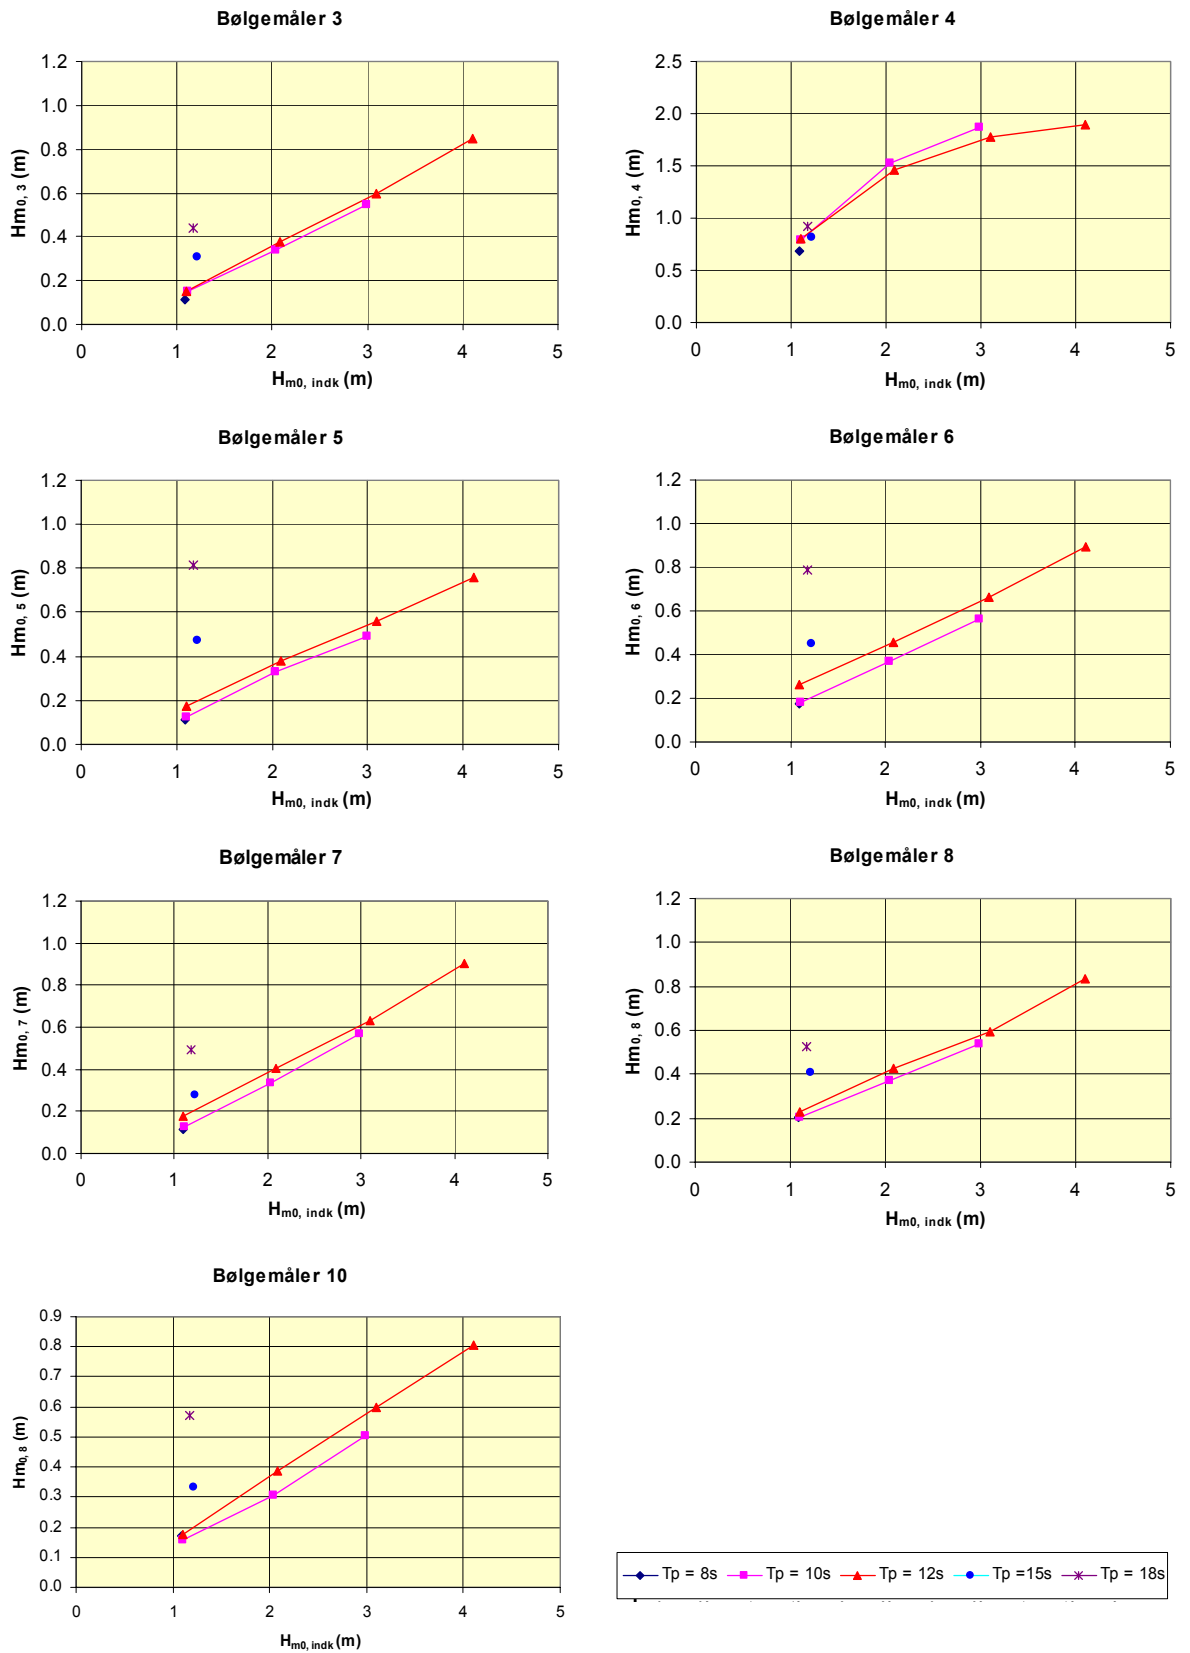 Bølgemåler 3
1.2
1.0
0.8
0.6
0.4
0.2
0.0
Hm0, 3 (m)
0 1 2 3 4 5
Hm0, indk (m)
Bølgemåler 4
2.5
2.0
1.5
1.0
0.5
0.0
Hm0, 4 (m)
0 1 2 3 4 5
Hm0, indk (m)
Bølgemåler 5
1.2
1.0
0.8
0.6
0.4
0.2
0.0
Hm0, 5 (m)
0 1 2 3 4 5
Hm0, indk (m)
Bølgemåler 6
1.2
1.0
0.8
0.6
0.4
0.2
0.0
Hm0, 6 (m)
0 1 2 3 4 5
Hm0, indk (m)
Bølgemåler 7
1.2
1.0
0.8
0.6
0.4
0.2
0.0
Hm0, 7 (m)
0 1 2 3 4 5
Hm0, indk (m)
Bølgemåler 8
1.2
1.0
0.8
0.6
0.4
0.2
0.0
Hm0, 8 (m)
0 1 2 3 4 5
Hm0, indk (m)
Bølgemåler 10
0.9
0.8
0.7
0.6
0.5
0.4
0.3
0.2
0.1
0.0
Hm0, 8 (m)
0 1 2 3 4 5
Hm0, indk (m)
Tp = 8s Tp = 10s Tp = 12s Tp =15s Tp = 18s